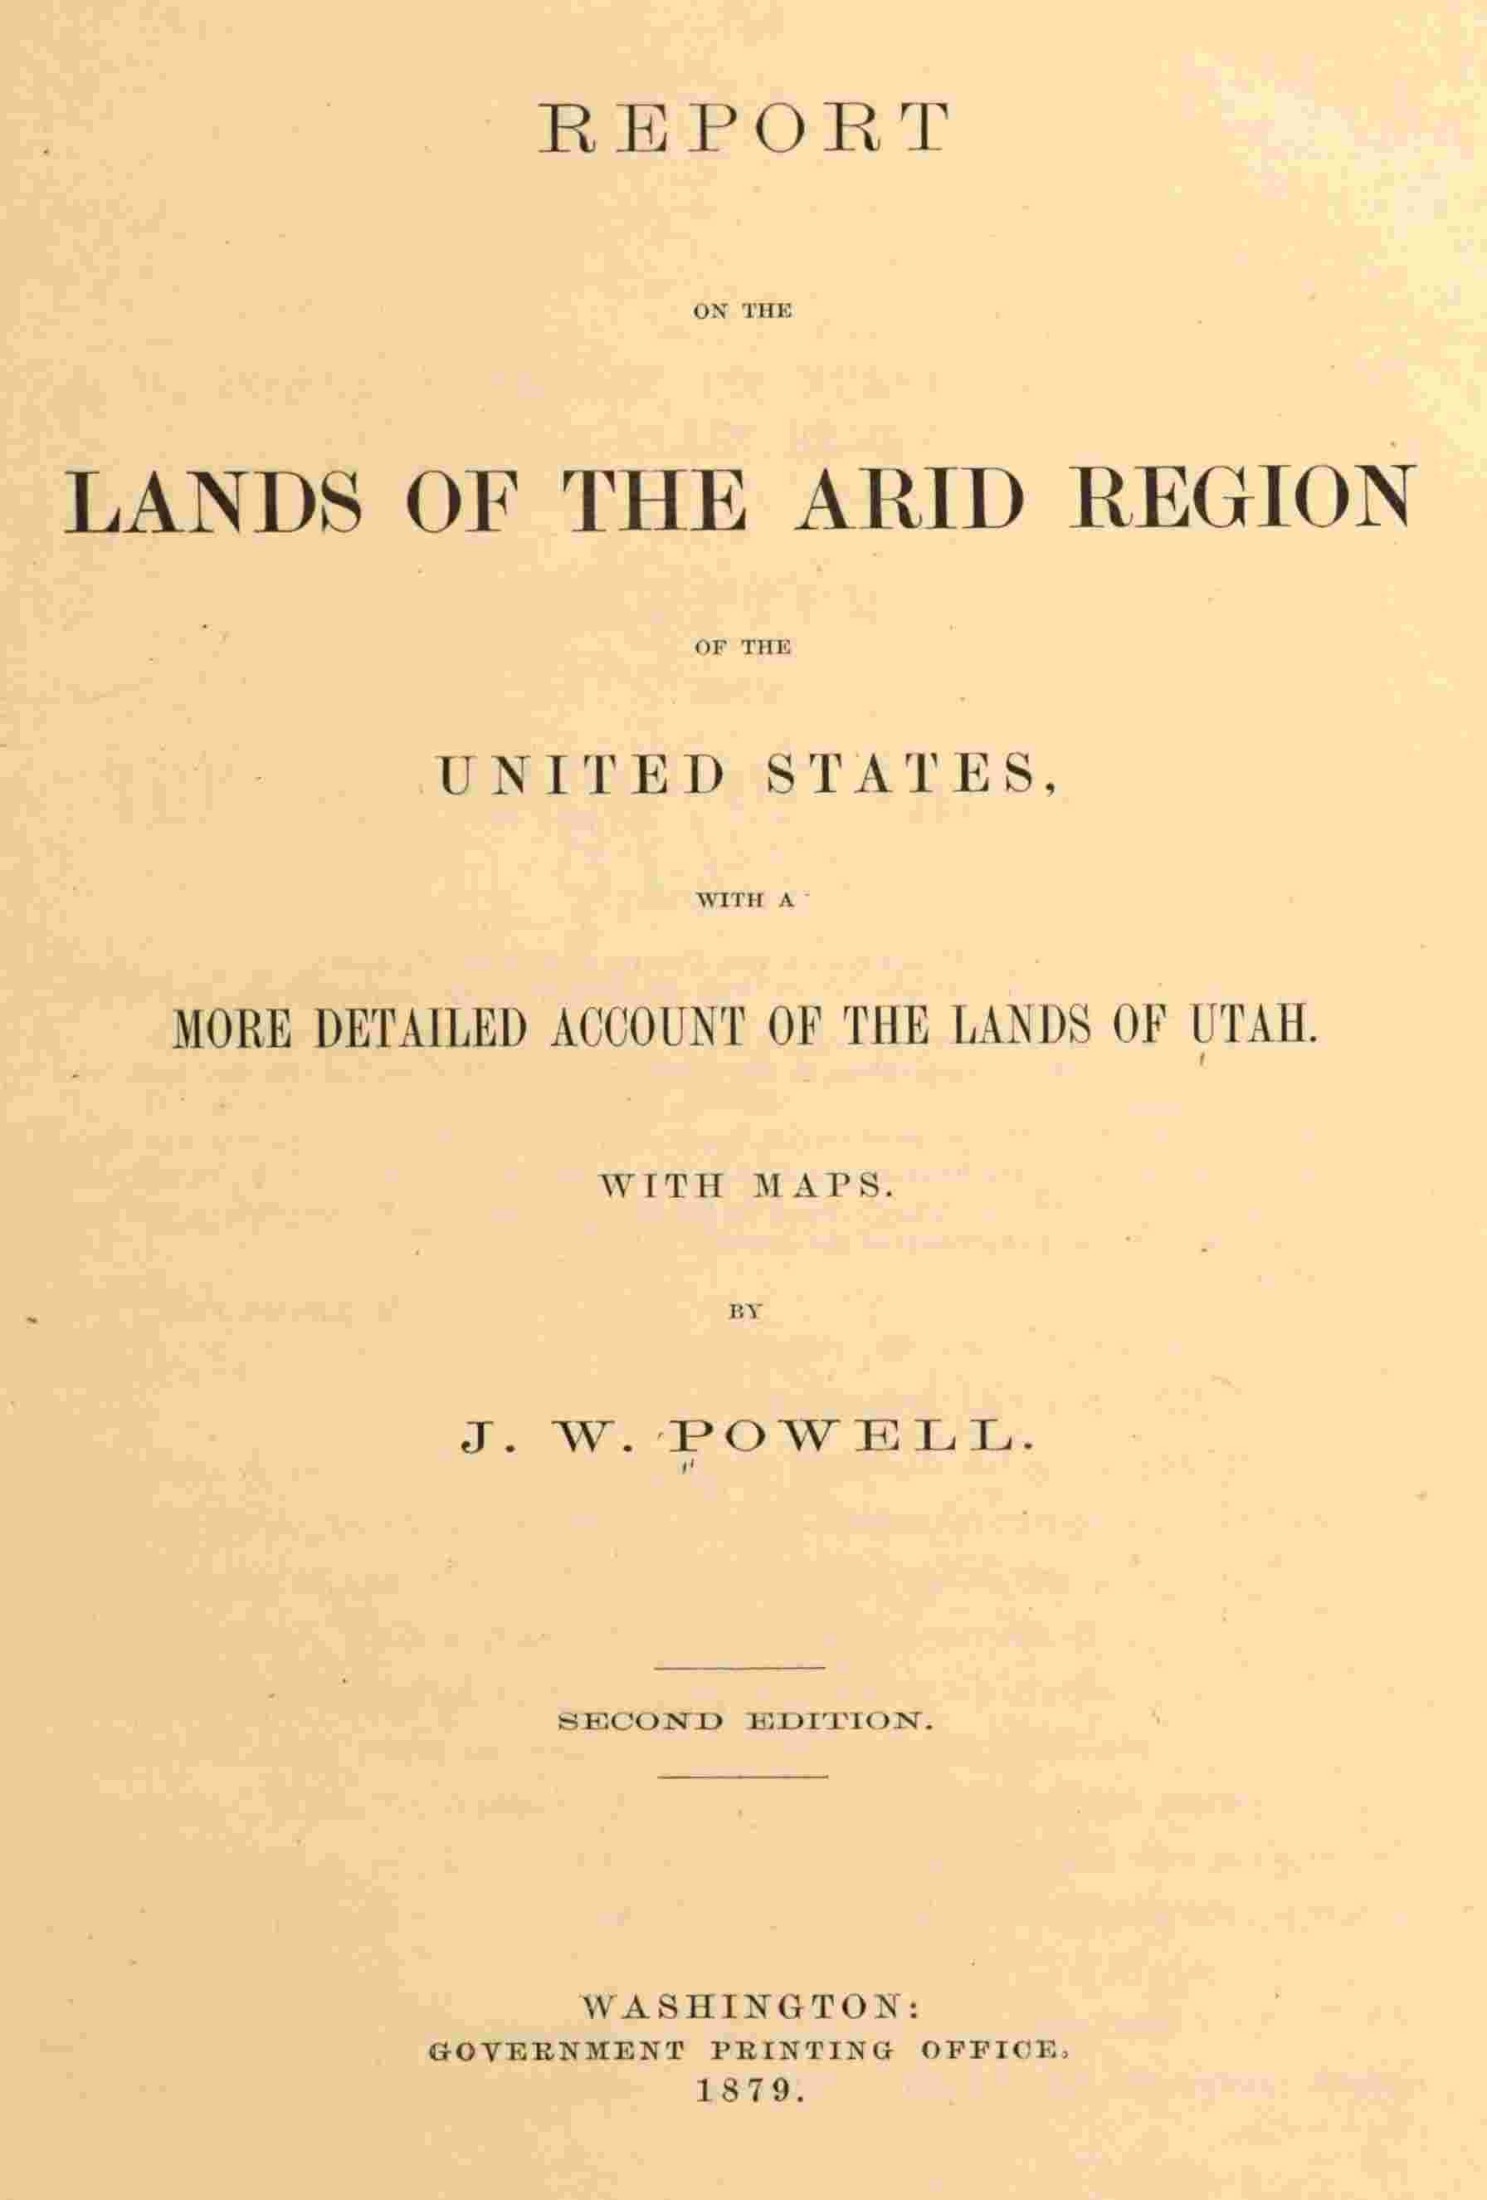 REPORT
ON THE
LANDS OF THE ARID REGION
OF THE
UNITED STATES,
WITH A
MORE DETAILED ACCOUNT OF THE LANDS OF UTAH.
WITH MAPS.
BY
J. W. POWELL.
SECOND EDITION.
WASHINGTON:
GOVERNMENT PRINTING OFFICE,
1879.